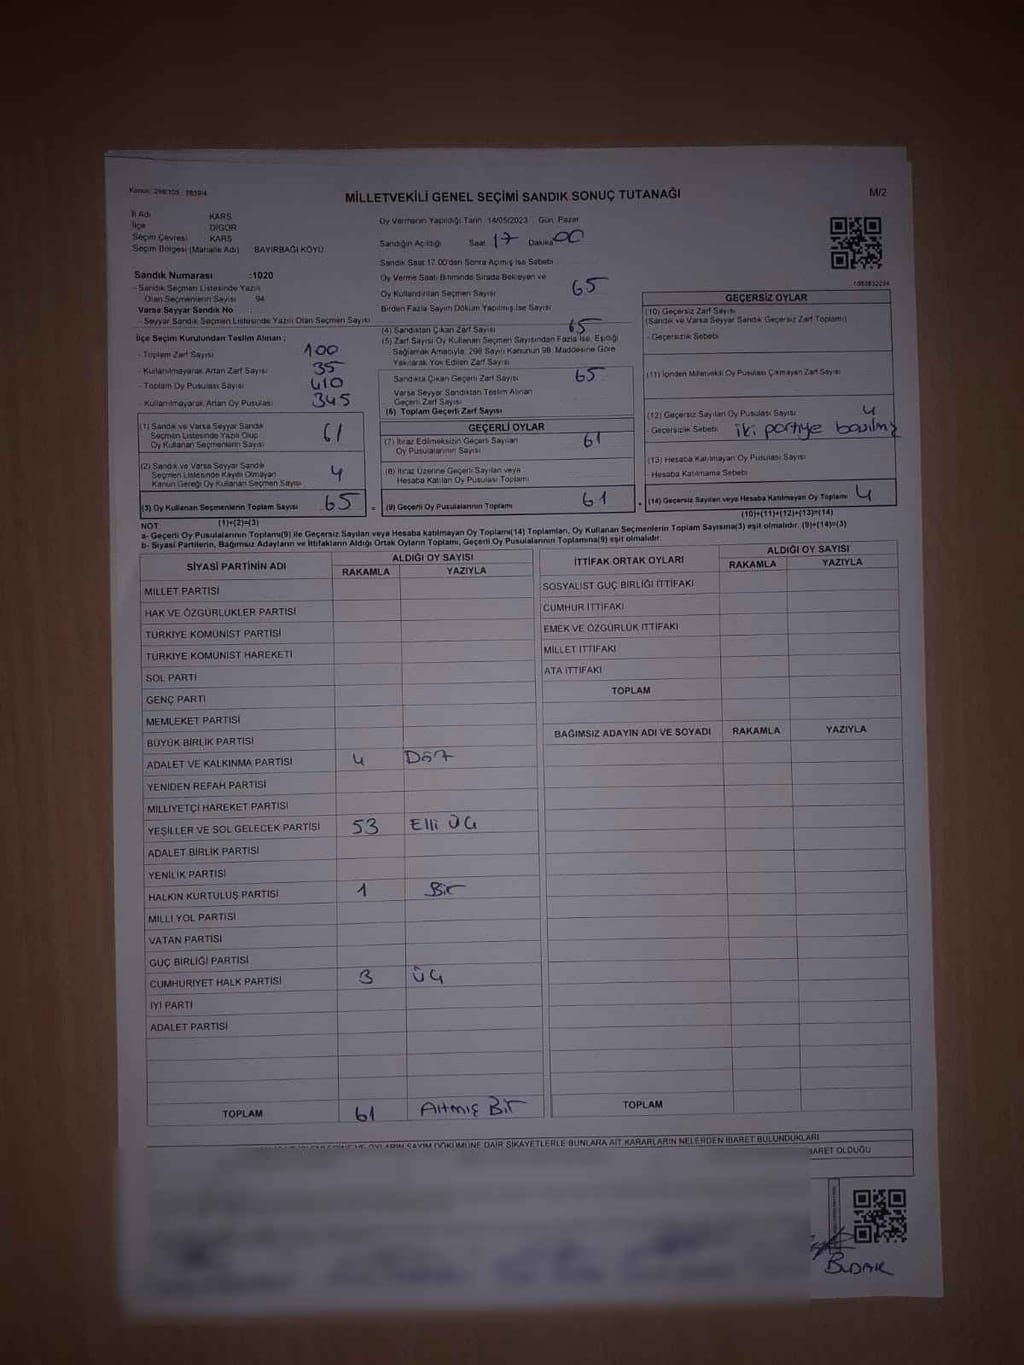 Kanun: 298/105 2839/4
MİLLETVEKİLİ GENEL SEÇİMİ SANDIK SONUÇ TUTANAĞI
M/2
İl Adı KARS
İlçe DİGOR
Seçim Çevresi KARS
Seçim Bölgesi (Mahalle Adı) BAYIRBAĞI KÖYÜ
Oy Vermenin Yapıldığı Tarih 14/05/2023 Gün Pazar
Sandığın Açıldığı Saat 17 Dakika 00
Sandık Saat 17:00'den Sonra Açılmış İse Sebebi
Sandık Numarası :1020
- Sandık Seçmen Listesinde Yazılı
Olan Seçmenlerin Sayısı 94
Varsa Seyyar Sandık No
- Seyyar Sandık Seçmen Listesinde Yazılı Olan Seçmen Sayısı
Oy Verme Saati Bitiminde Sırada Bekleyen ve
Oy Kullandırılan Seçmen Sayısı 65
Birden Fazla Sayım Döküm Yapılmış İse Sayısı
İlçe Seçim Kurulundan Teslim Alınan ;
- Toplam Zarf Sayısı 100
- Kullanılmayarak Artan Zarf Sayısı 35
- Toplam Oy Pusulası Sayısı 410
- Kullanılmayarak Artan Oy Pusulası 345
(4) Sandıktan Çıkan Zarf Sayısı 65
(5) Zarf Sayısı Oy Kullanan Seçmen Sayısından Fazla İse, Eşitliği
Sağlamak Amacıyla, 298 Sayılı Kanunun 98. Maddesine Göre
Yakılarak Yok Edilen Zarf Sayısı
Sandıkta Çıkan Geçerli Zarf Sayısı 65
Varsa Seyyar Sandıktan Teslim Alınan
Geçerli Zarf Sayısı
(6) Toplam Geçerli Zarf Sayısı
(1) Sandık ve Varsa Seyyar Sandık
Seçmen Listesinde Yazılı Olup
Oy Kullanan Seçmenlerin Sayısı 61
(2) Sandık ve Varsa Seyyar Sandık
Seçmen Listesinde Kayıtlı Olmayan
Kanun Gereği Oy Kullanan Seçmen Sayısı 4
(3) Oy Kullanan Seçmenlerin Toplam Sayısı 65
(1)+(2)=(3)
GEÇERLİ OYLAR
(7) İtiraz Edilmeksizin Geçerli Sayılan
Oy Pusulalarının Sayısı 61
(8) İtiraz Üzerine Geçerli Sayılan veya
Hesaba Katılan Oy Pusulası Toplamı
(9) Geçerli Oy Pusulalarının Toplamı 61
1083832234
GEÇERSİZ OYLAR
(10) Geçersiz Zarf Sayısı
(Sandık ve Varsa Seyyar Sandık Geçersiz Zarf Toplamı)
- Geçersizlik Sebebi
(11) İçinden Milletvekili Oy Pusulası Çıkmayan Zarf Sayısı
(12) Geçersiz Sayılan Oy Pusulası Sayısı 4
- Geçersizlik Sebebi iki partiye basılmış
(13) Hesaba Katılmayan Oy Pusulası Sayısı
- Hesaba Katılmama Sebebi
(14) Geçersiz Sayılan veya Hesaba Katılmayan Oy Toplamı 4
(10)+(11)+(12)+(13)=(14)
NOT
a- Geçerli Oy Pusulalarının Toplamı(9) ile Geçersiz Sayılan veya Hesaba katılmayan Oy Toplamı(14) Toplamları, Oy Kullanan Seçmenlerin Toplam Sayısına(3) eşit olmalıdır. (9)+(14)=(3)
b- Siyasi Partilerin, Bağımsız Adayların ve İttifakların Aldığı Ortak Oyların Toplamı, Geçerli Oy Pusulalarının Toplamına(9) eşit olmalıdır.
SİYASİ PARTİNİN ADI ALDIĞI OY SAYISI
RAKAMLA YAZIYLA
MİLLET PARTİSİ
HAK VE ÖZGÜRLÜKLER PARTİSİ
TÜRKİYE KOMÜNİST PARTİSİ
TÜRKİYE KOMÜNİST HAREKETİ
SOL PARTİ
GENÇ PARTİ
MEMLEKET PARTİSİ
BÜYÜK BİRLİK PARTİSİ
ADALET VE KALKINMA PARTİSİ 4 Dört
YENİDEN REFAH PARTİSİ
MİLLİYETÇİ HAREKET PARTİSİ
YEŞİLLER VE SOL GELECEK PARTİSİ 53 Elli Üç
ADALET BİRLİK PARTİSİ
YENİLİK PARTİSİ
HALKIN KURTULUŞ PARTİSİ 1 Bir
MİLLİ YOL PARTİSİ
VATAN PARTİSİ
GÜÇ BİRLİĞİ PARTİSİ
CUMHURİYET HALK PARTİSİ 3 Üç
İYİ PARTİ
ADALET PARTİSİ
TOPLAM 61 Altmış Bir
İTTİFAK ORTAK OYLARI ALDIĞI OY SAYISI
RAKAMLA YAZIYLA
SOSYALİST GÜÇ BİRLİĞİ İTTİFAKI
CUMHUR İTTİFAKI
EMEK VE ÖZGÜRLÜK İTTİFAKI
MİLLET İTTİFAKI
ATA İTTİFAKI
TOPLAM
BAĞIMSIZ ADAYIN ADI VE SOYADI RAKAMLA YAZIYLA
TOPLAM
OYLARIN SAYIM DÖKÜMÜNE DAİR ŞİKAYETLERLE BUNLARA AİT KARARLARIN NELERDEN İBARET BULUNDUKLARI
İBARET OLDUĞU
BUDAK